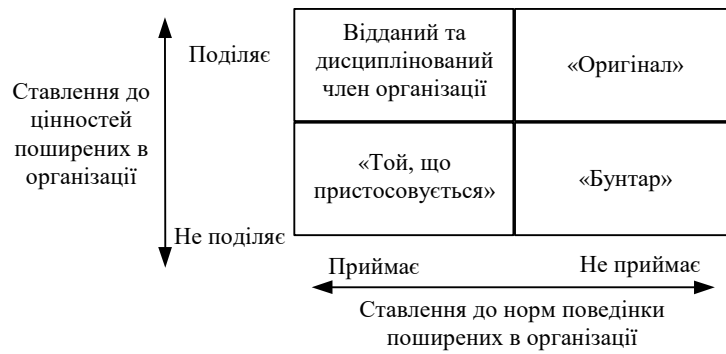 Ставлення до
цінностей
поширених в
організації
Поділяє
Не поділяє
Відданий та
дисциплінований
член організації
«Оригінал»
«Той, що
пристосовується»
«Бунтар»
Приймає
Не приймає
Ставлення до норм поведінки
поширених в організації